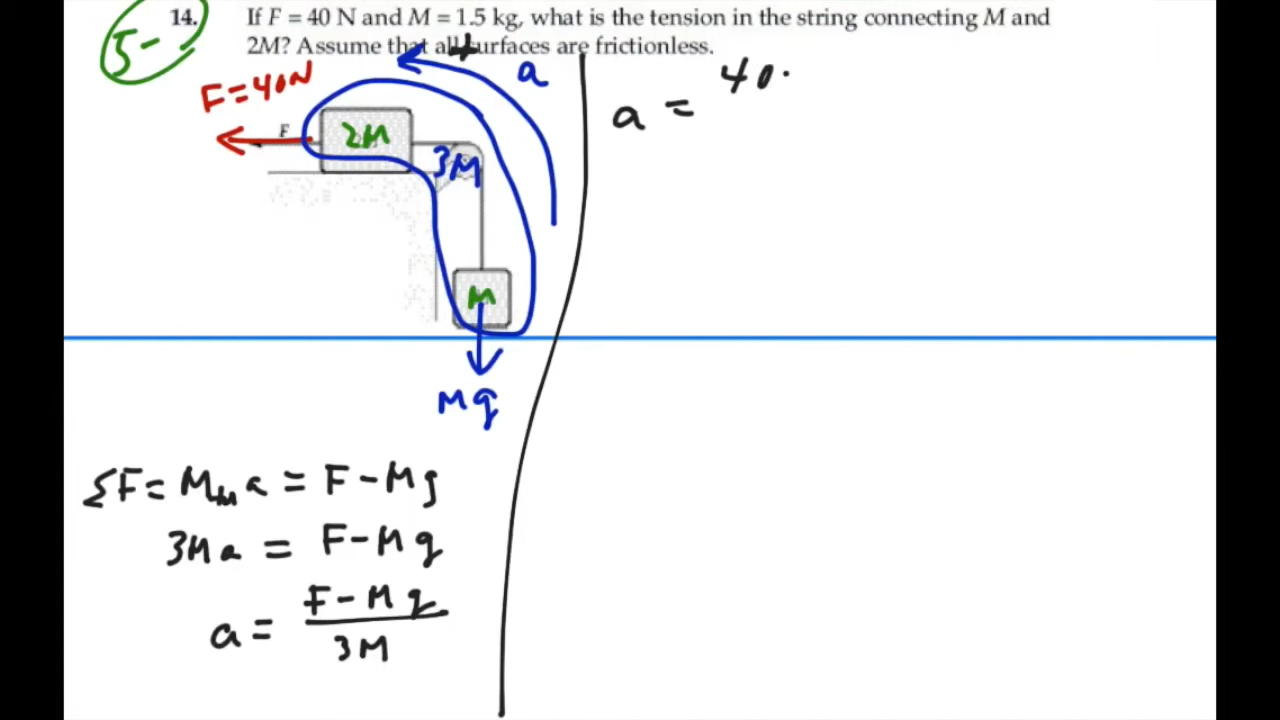 14. If F = 40 N and M = 1.5 kg, what is the tension in the string connecting M and
2M? Assume that all surfaces are frictionless.
5-
+
a
F=40N
F
2M
3M
M
Mg
a = 40.
ΣF = M a = F - Mg
3Ma = F - Mg
a = F - Mg
3M